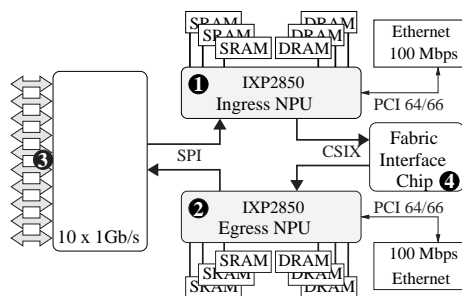 SRAM
SRAM
SRAM
DRAM
DRAM
DRAM
Ethernet
100 Mbps
1
IXP2850
Ingress NPU
PCI 64/66
3
10 x 1Gb/s
SPI
CSIX
Fabric
Interface
Chip 4
2
IXP2850
Egress NPU
PCI 64/66
SRAM
SRAM
SRAM
DRAM
DRAM
DRAM
100 Mbps
Ethernet